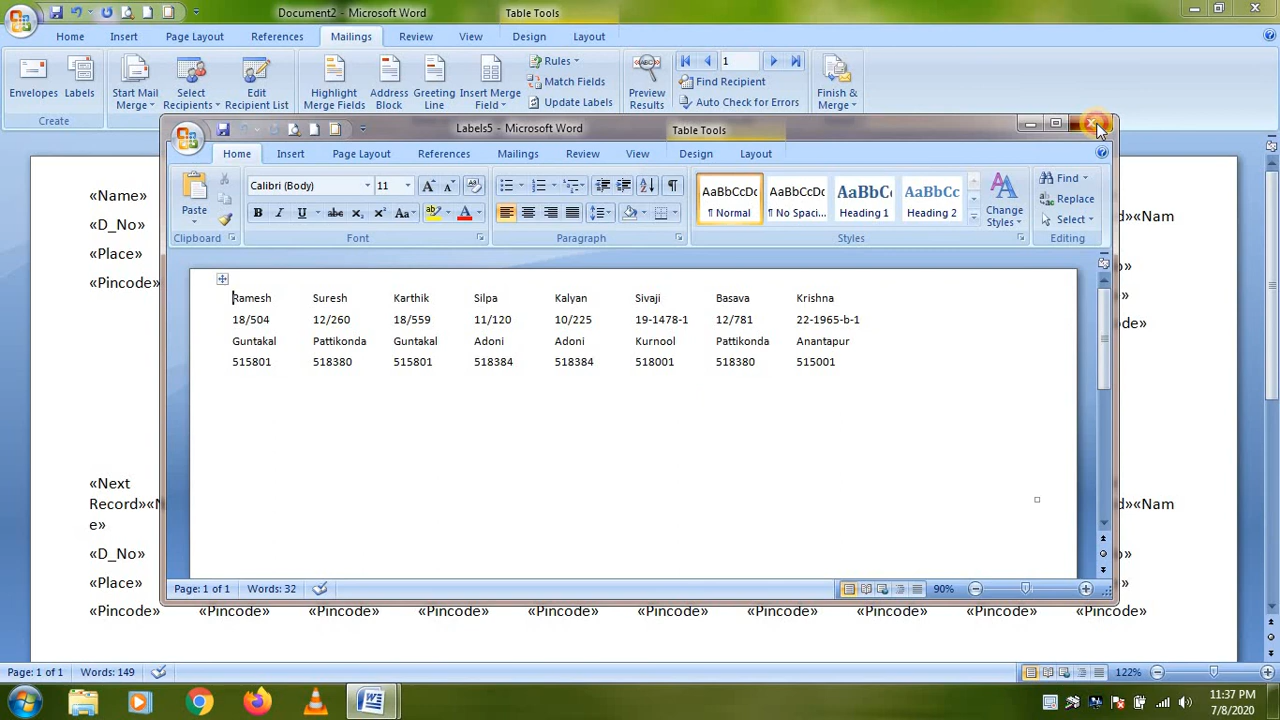 Document2 - Microsoft Word
Table Tools
Home Insert Page Layout References Mailings Review View Design Layout
Envelopes Labels
Start Mail Merge
Select Recipients
Edit Recipient List
Highlight Merge Fields
Address Block
Greeting Line
Insert Merge Field
Rules
Match Fields
Update Labels
Preview Results
1
Find Recipient
Auto Check for Errors
Finish & Merge
Create
Labels5 - Microsoft Word
Table Tools
Home Insert Page Layout References Mailings Review View Design Layout
Paste
Calibri (Body) 11
AaBbCcDc AaBbCcDc AaBbC AaBbCc
¶ Normal ¶ No Spaci... Heading 1 Heading 2
Change Styles
Find
Replace
Select
Clipboard Font Paragraph Styles Editing
«Name»
«D_No»
«Place»
«Pincode»
Ramesh Suresh Karthik Silpa Kalyan Sivaji Basava Krishna
18/504 12/260 18/559 11/120 10/225 19-1478-1 12/781 22-1965-b-1
Guntakal Pattikonda Guntakal Adoni Adoni Kurnool Pattikonda Anantapur
515801 518380 515801 518384 518384 518001 518380 515001
«Next
Record»«N
e»
«D_No»
«Place»
d»«Nam
d»«Nam
Page: 1 of 1 Words: 32 90%
«Pincode» «Pincode» «Pincode» «Pincode» «Pincode» «Pincode» «Pincode» «Pincode» «Pincode» «Pincode»
Page: 1 of 1 Words: 149 122%
11:37 PM
7/8/2020